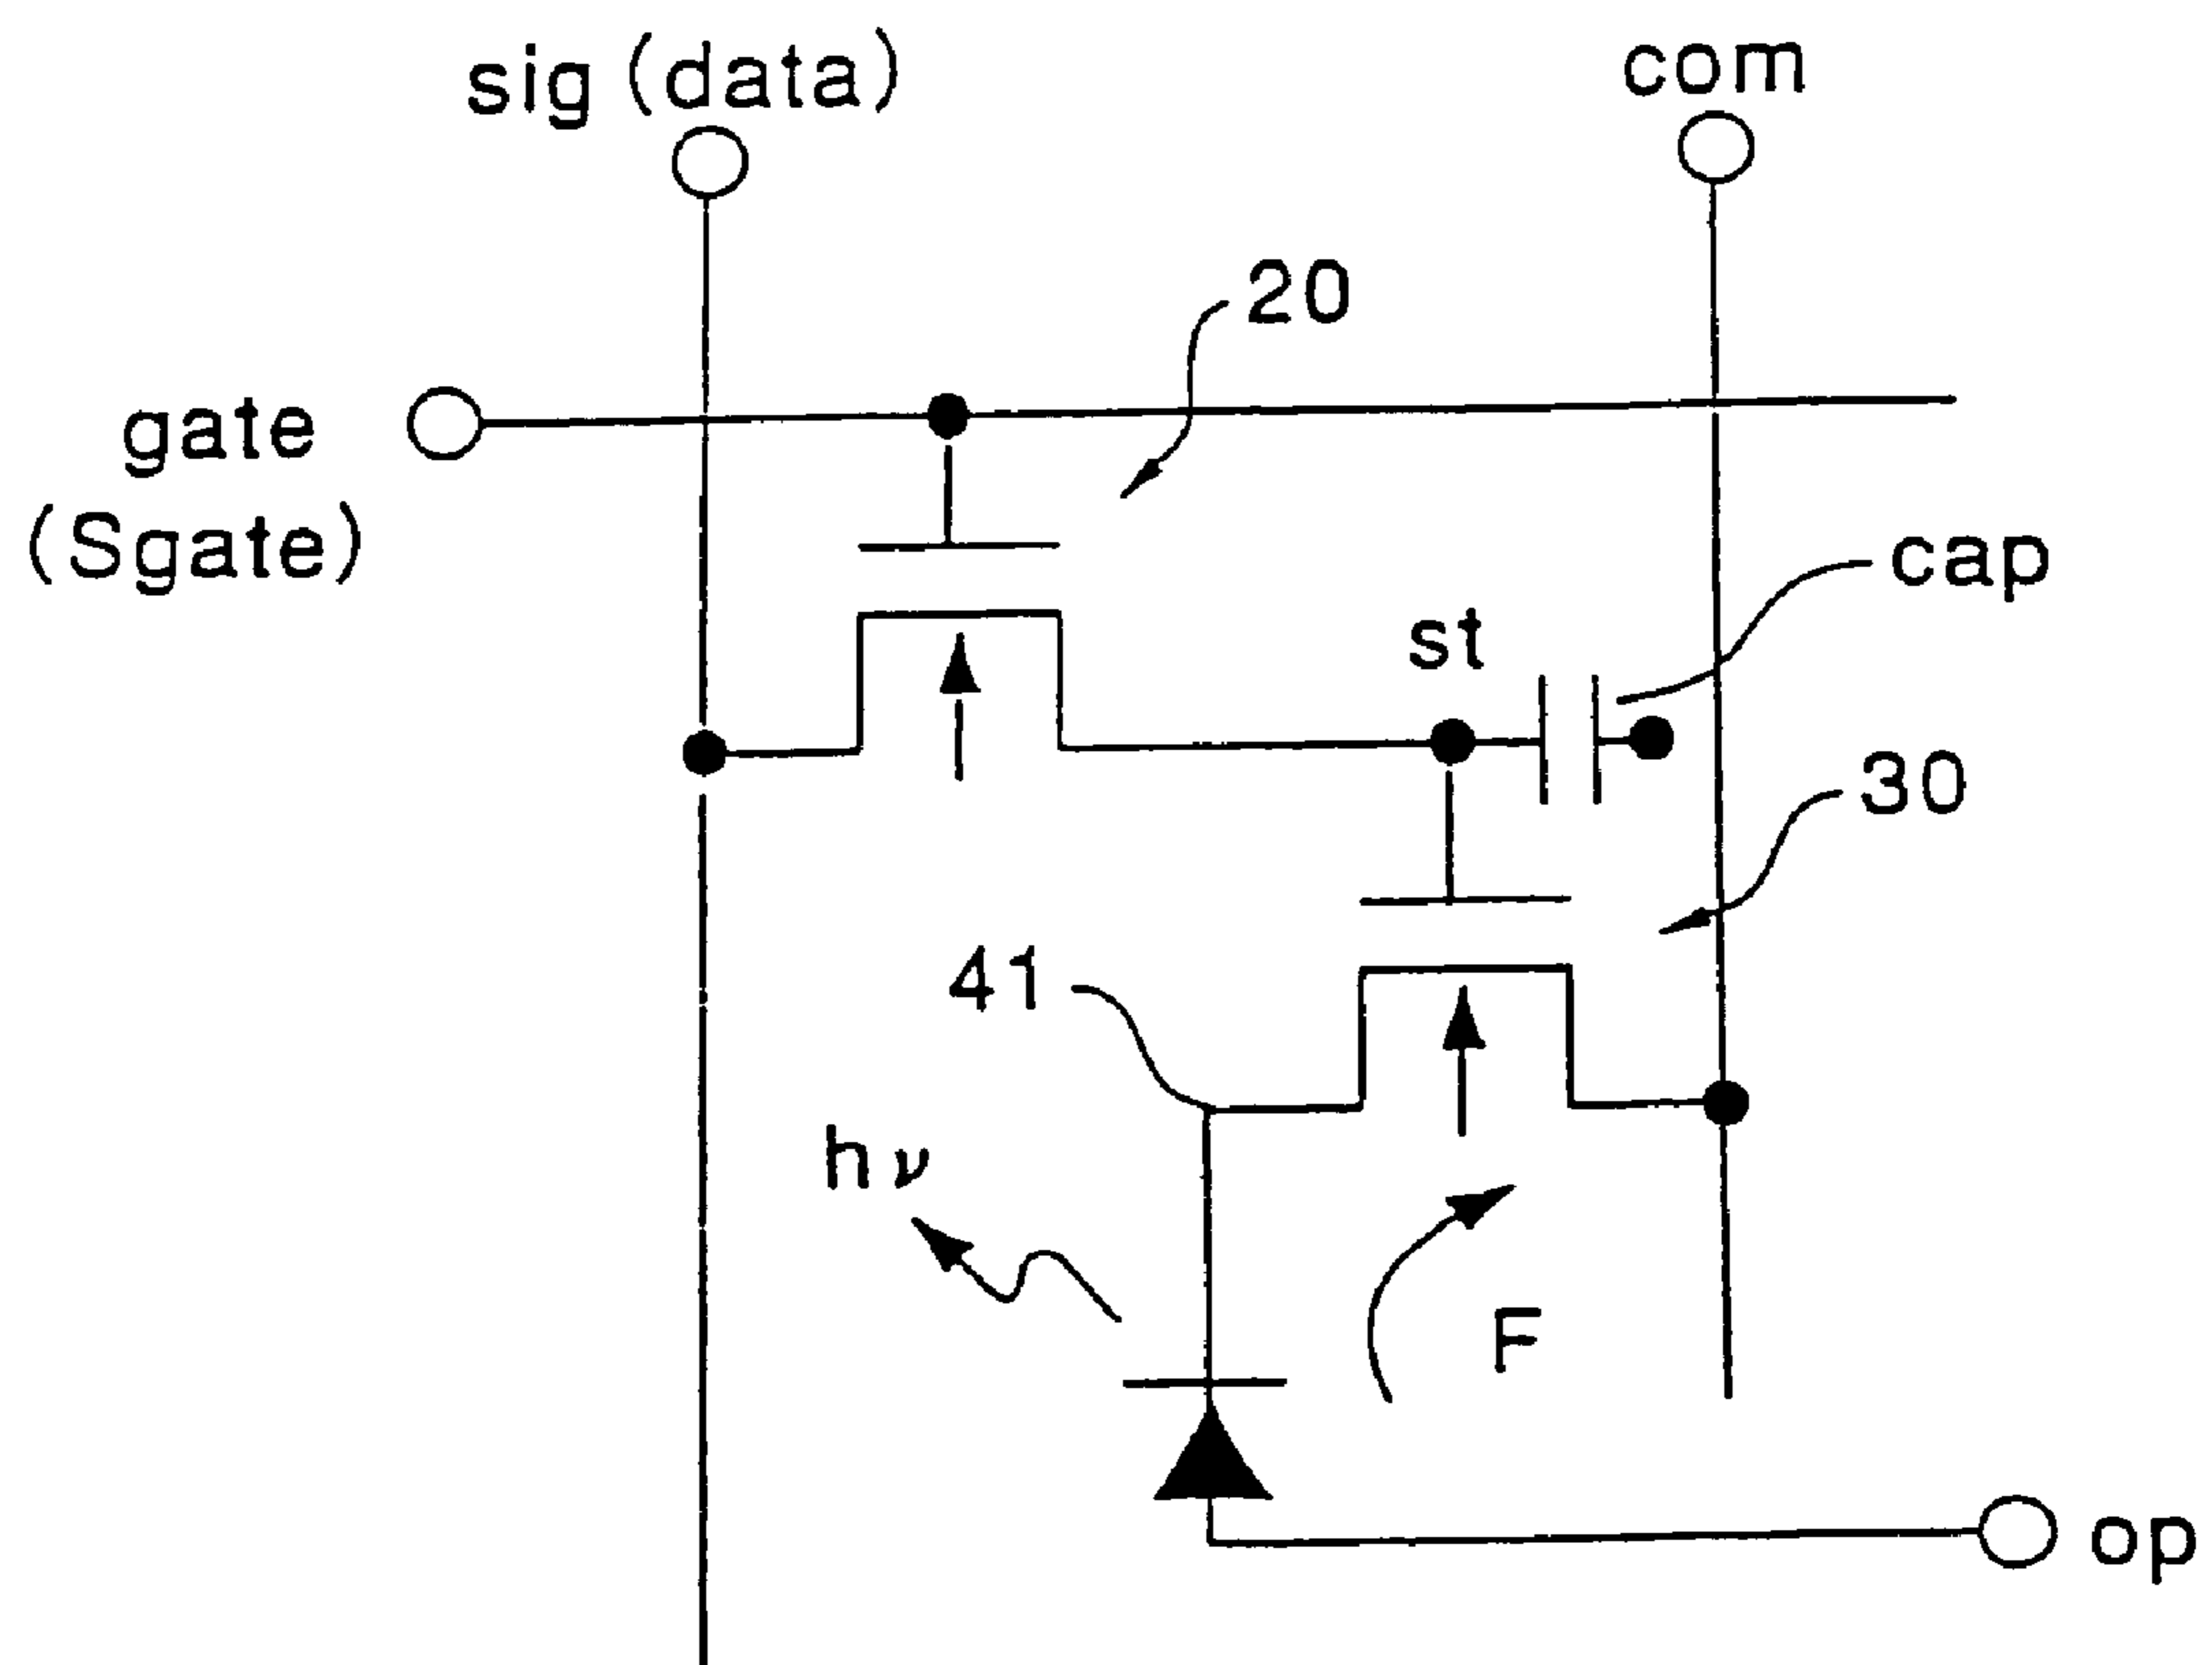 sig (data)
com
20
gate
(Sgate)
cap
st
30
41
hν
F
op